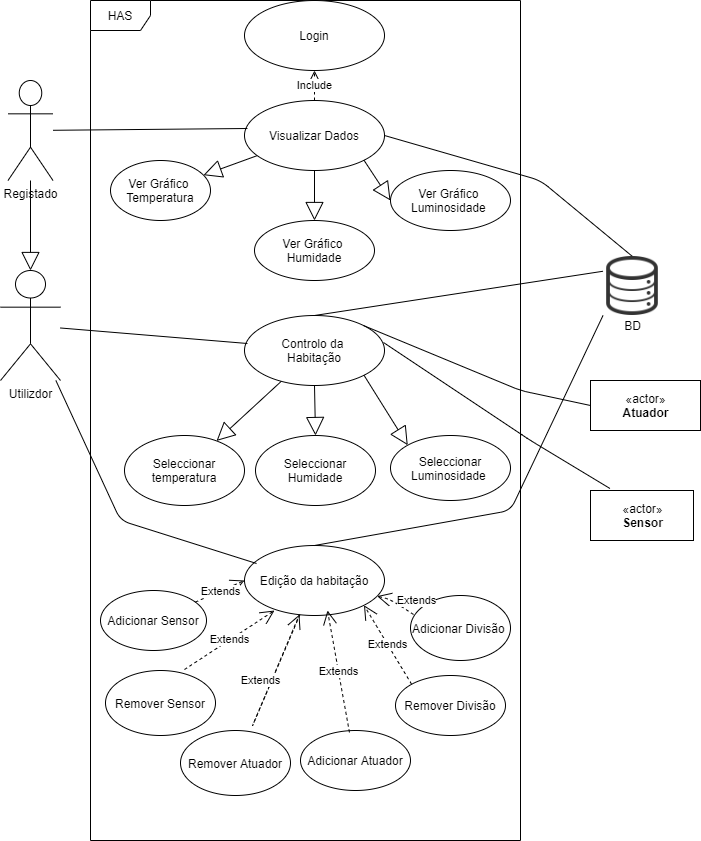 HAS
Login
Include
Visualizar Dados
Registado
Ver Gráfico
Temperatura
Ver Gráfico
Luminosidade
Ver Gráfico
Humidade
BD
Controlo da
Habitação
Utilizdor
«actor»
Atuador
Seleccionar
temperatura
Seleccionar
Humidade
Seleccionar
Luminosidade
«actor»
Sensor
Edição da habitação
Extends
Extends
Adicionar Sensor
Adicionar Divisão
Extends
Extends
Extends
Extends
Remover Sensor
Remover Divisão
Remover Atuador
Adicionar Atuador